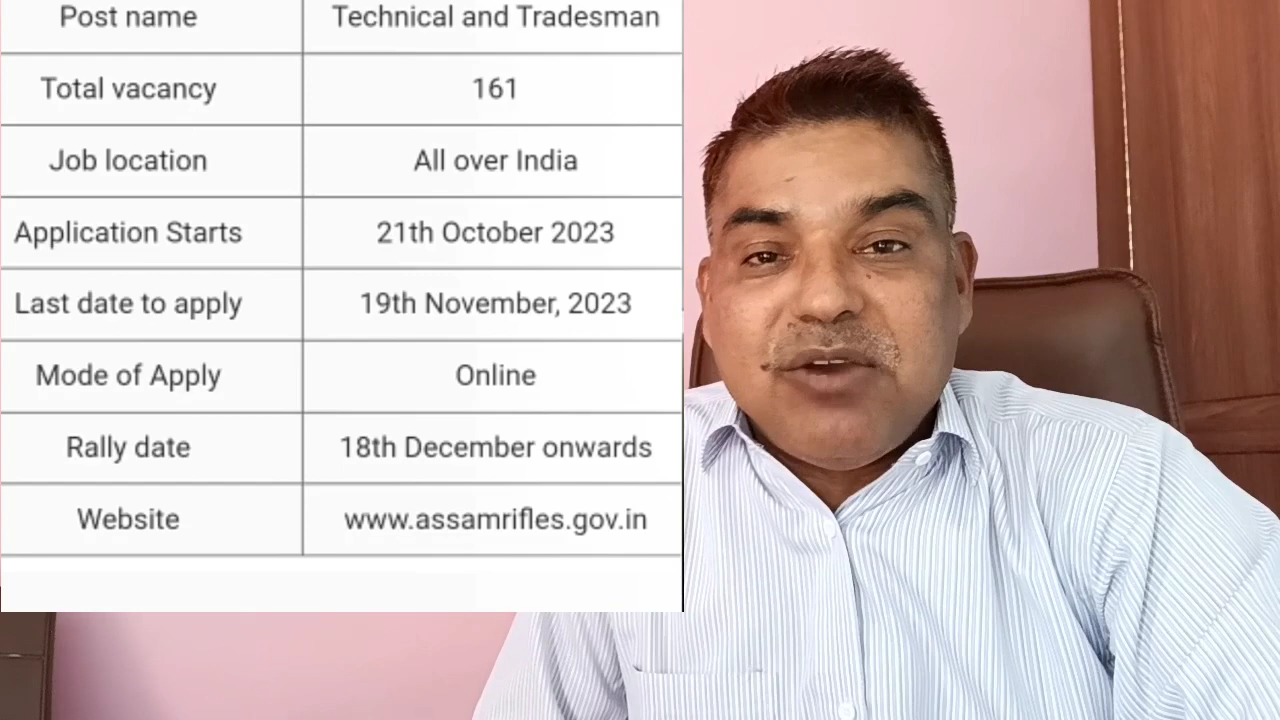 Post name Technical and Tradesman
Total vacancy 161
Job location All over India
Application Starts 21th October 2023
Last date to apply 19th November, 2023
Mode of Apply Online
Rally date 18th December onwards
Website www.assamrifles.gov.in